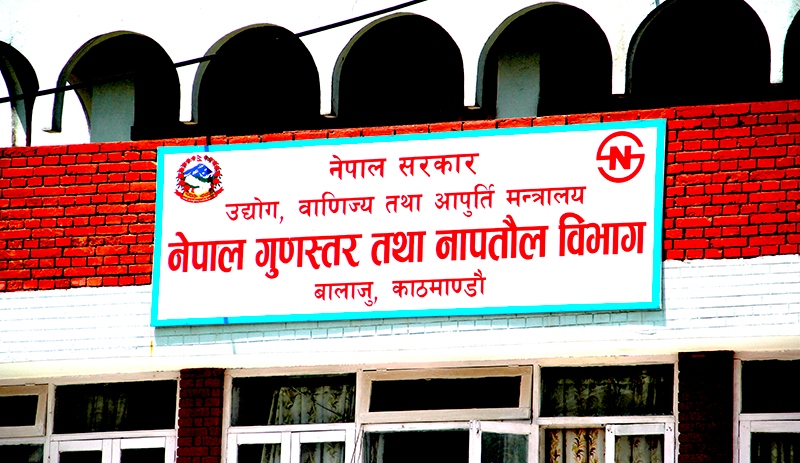 नेपाल सरकार
उद्योग, वाणिज्य तथा आपुर्ति मन्त्रालय
नेपाल गुणस्तर तथा नापतौल विभाग
बालाजु, काठमाण्डौ